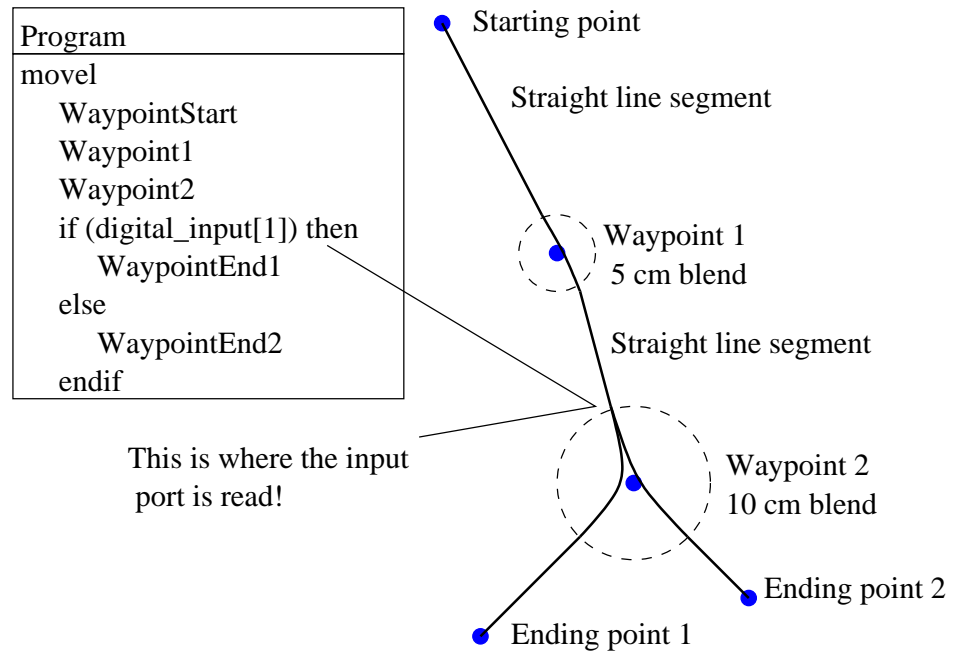 Program
movel
WaypointStart
Waypoint1
Waypoint2
if (digital_input[1]) then
WaypointEnd1
else
WaypointEnd2
endif
This is where the input
port is read!
Starting point
Straight line segment
Waypoint 1
5 cm blend
Straight line segment
Waypoint 2
10 cm blend
Ending point 2
Ending point 1